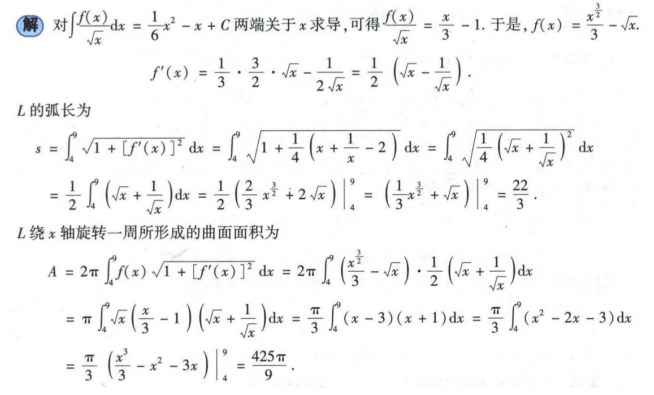 解 对∫f(x)/√x dx = 1/6 x² − x + C 两端关于 x 求导,可得 f(x)/√x = x/3 − 1. 于是, f(x) = x^(3/2)/3 − √x.
f′(x) = 1/3 · 3/2 · √x − 1/(2√x) = 1/2 (√x − 1/√x).
L 的弧长为
s = ∫₄⁹ √(1 + [f′(x)]²) dx = ∫₄⁹ √(1 + 1/4 (x + 1/x − 2)) dx = ∫₄⁹ √(1/4 (√x + 1/√x)²) dx
= 1/2 ∫₄⁹ (√x + 1/√x) dx = 1/2 (2/3 x^(3/2) + 2√x) |₄⁹ = (1/3 x^(3/2) + √x) |₄⁹ = 22/3.
L 绕 x 轴旋转一周所形成的曲面面积为
A = 2π ∫₄⁹ f(x) √(1 + [f′(x)]²) dx = 2π ∫₄⁹ (x^(3/2)/3 − √x) · 1/2 (√x + 1/√x) dx
= π ∫₄⁹ √x (x/3 − 1) (√x + 1/√x) dx = π/3 ∫₄⁹ (x − 3)(x + 1) dx = π/3 ∫₄⁹ (x² − 2x − 3) dx
= π/3 (x³/3 − x² − 3x) |₄⁹ = 425π/9.